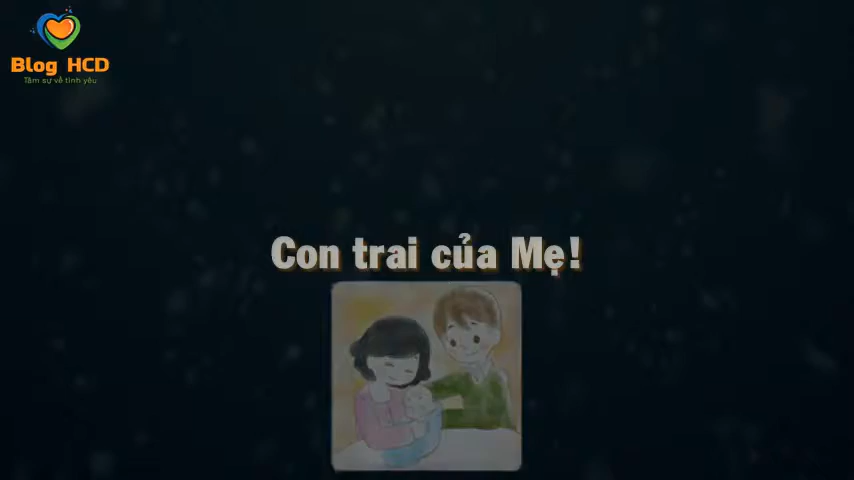 Blog HCD
Tâm sự về tình yêu
Con trai của Mẹ!